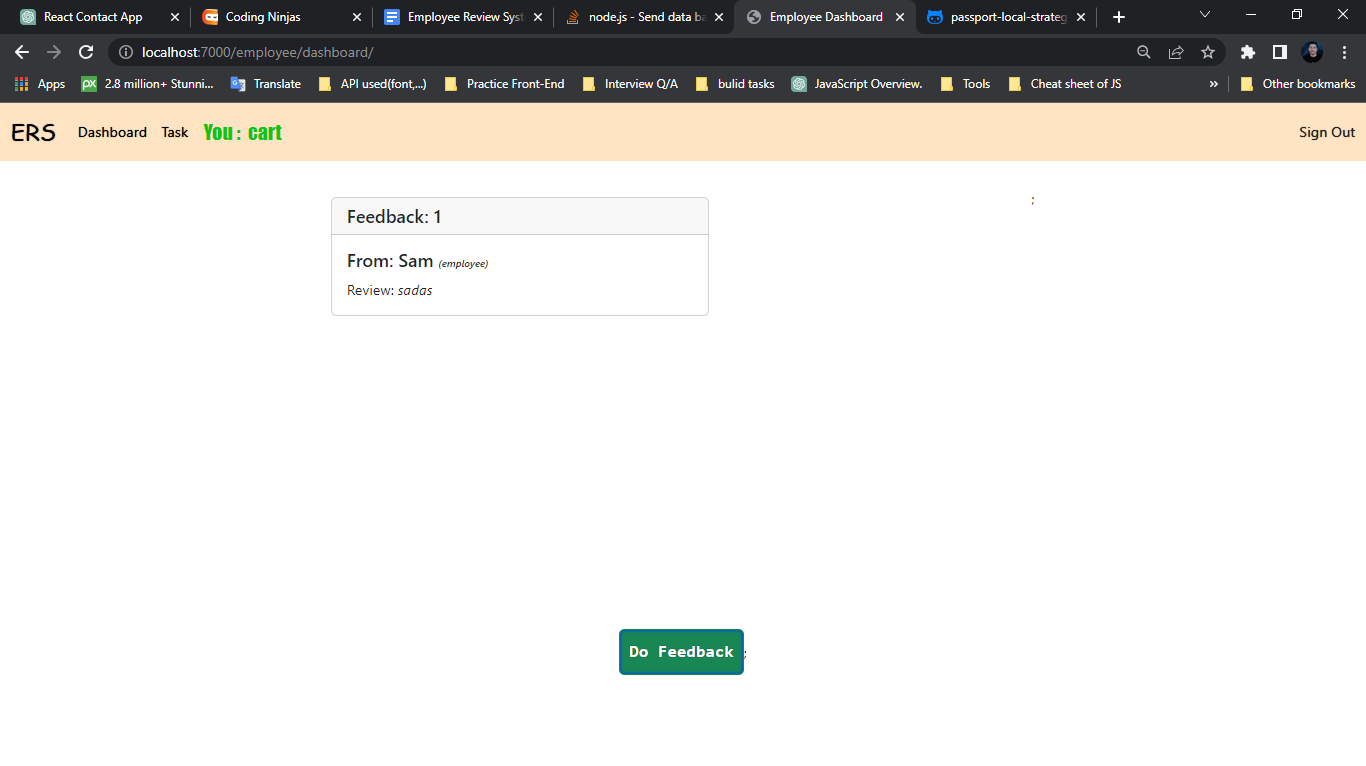 React Contact App
Coding Ninjas
Employee Review Syst
node.js - Send data ba
Employee Dashboard
passport-local-strateg
localhost:7000/employee/dashboard/
Apps
px 2.8 million+ Stunni...
Translate
API used(font,...)
Practice Front-End
Interview Q/A
bulid tasks
JavaScript Overview.
Tools
Cheat sheet of JS
»
Other bookmarks
ERS Dashboard Task You : cart Sign Out
Feedback: 1
;
From: Sam (employee)
Review: sadas
Do Feedback ;